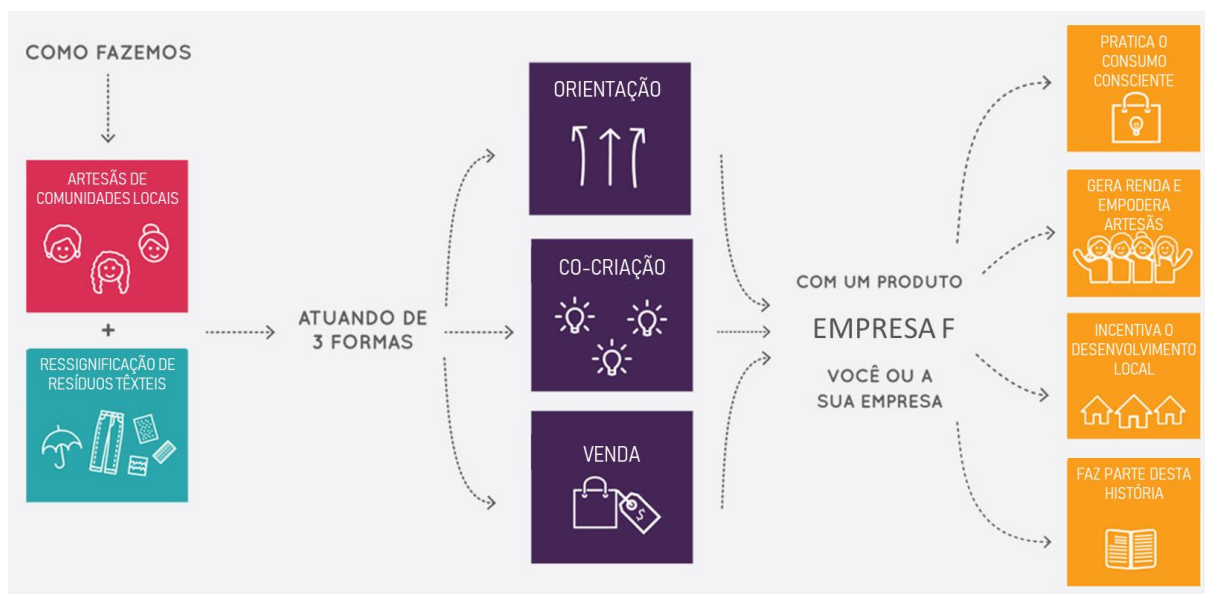 COMO FAZEMOS
ARTESÃS DE
COMUNIDADES LOCAIS
+
RESSIGNIFICAÇÃO DE
RESÍDUOS TÊXTEIS
ATUANDO DE
3 FORMAS
ORIENTAÇÃO
CO-CRIAÇÃO
VENDA
$
COM UM PRODUTO
EMPRESA F
VOCÊ OU A
SUA EMPRESA
PRATICA O
CONSUMO
CONSCIENTE
GERA RENDA E
EMPODERA
ARTESÃS
INCENTIVA O
DESENVOLVIMENTO
LOCAL
FAZ PARTE DESTA
HISTÓRIA